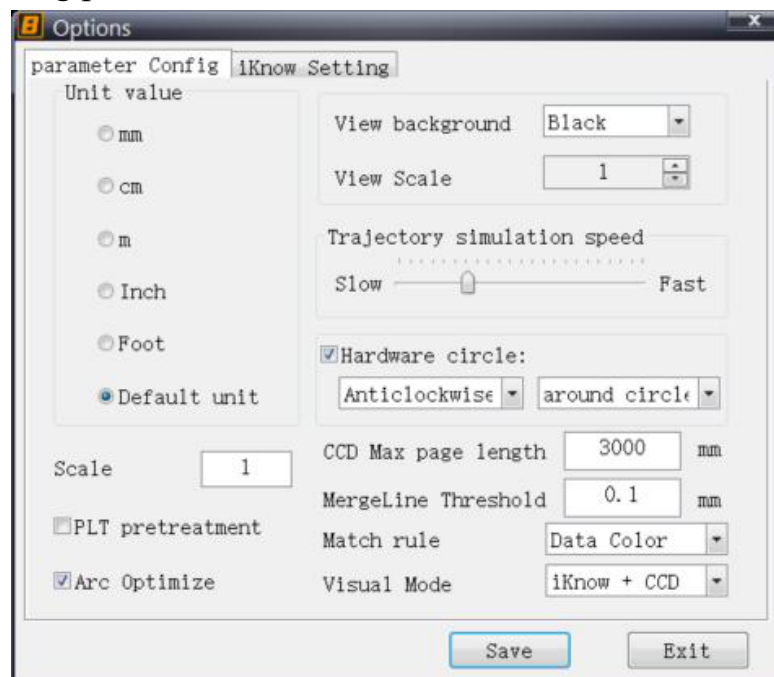 Options
parameter Config iKnow Setting
Unit value
mm
cm
m
Inch
Foot
Default unit
Scale 1
PLT pretreatment
Arc Optimize
View background Black
View Scale 1
Trajectory simulation speed
Slow Fast
Hardware circle:
Anticlockwise around circl
CCD Max page length 3000 mm
MergeLine Threshold 0.1 mm
Match rule Data Color
Visual Mode iKnow + CCD
Save Exit